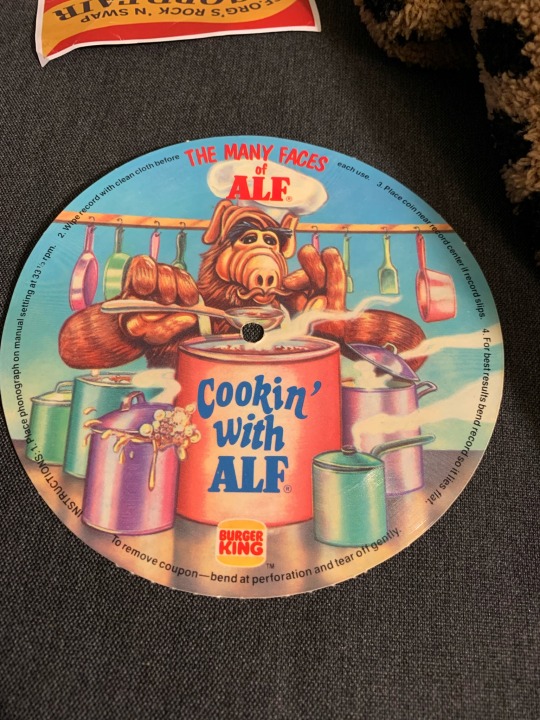 GEORG'S ROCK 'N SWAP
THE MANY FACES
of
ALF®
INSTRUCTIONS: 1. Place phonograph on manual setting at 33⅓ rpm. 2. Wipe record with clean cloth before each use. 3. Place coin near record center if record slips. 4. For best results bend record so it lies flat.
Cookin'
with
ALF®
BURGER
KING™
To remove coupon—bend at perforation and tear off gently.